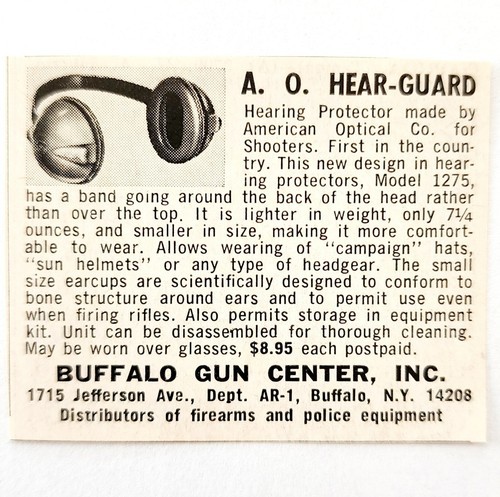 A. O. HEAR-GUARD
Hearing Protector made by
American Optical Co. for
Shooters. First in the coun-
try. This new design in hear-
ing protectors, Model 1275,
has a band going around the back of the head rather
than over the top. It is lighter in weight, only 7¼
ounces, and smaller in size, making it more comfort-
able to wear. Allows wearing of "campaign" hats,
"sun helmets" or any type of headgear. The small
size earcups are scientifically designed to conform to
bone structure around ears and to permit use even
when firing rifles. Also permits storage in equipment
kit. Unit can be disassembled for thorough cleaning.
May be worn over glasses, $8.95 each postpaid.
BUFFALO GUN CENTER, INC.
1715 Jefferson Ave., Dept. AR-1, Buffalo, N.Y. 14208
Distributors of firearms and police equipment